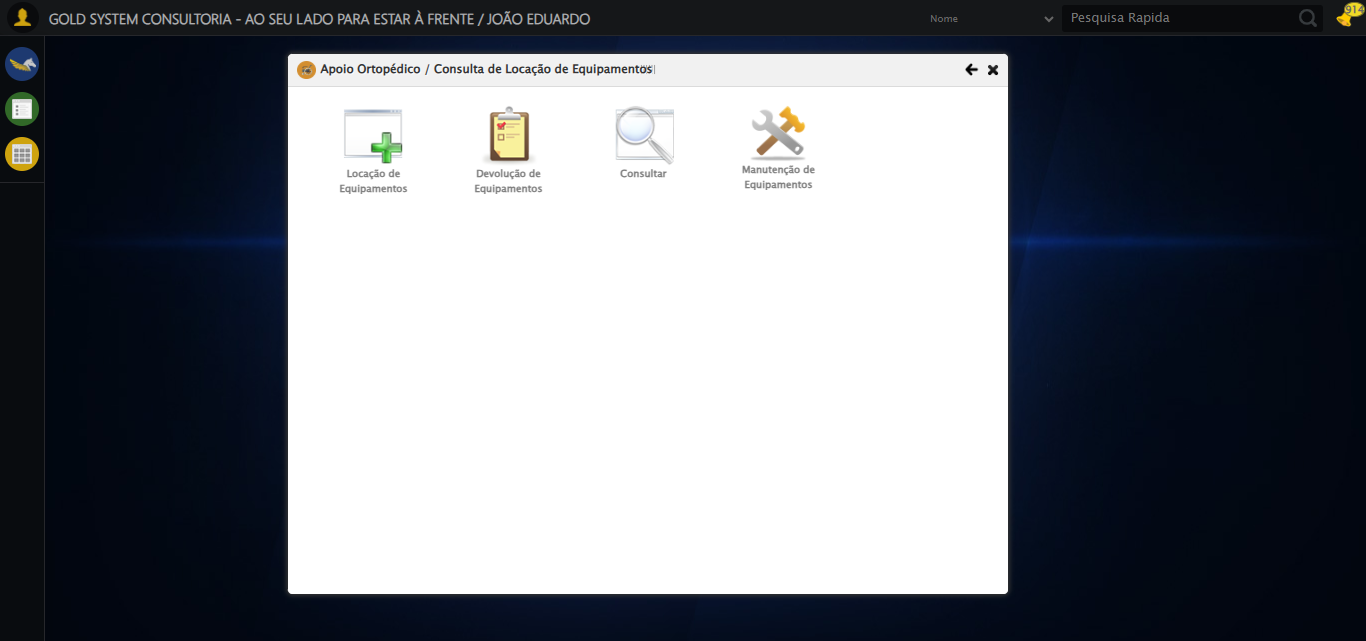 GOLD SYSTEM CONSULTORIA - AO SEU LADO PARA ESTAR À FRENTE / JOÃO EDUARDO
Nome
Pesquisa Rapida
914
Apoio Ortopédico / Consulta de Locação de Equipamentos
Locação de
Equipamentos
Devolução de
Equipamentos
Consultar
Manutenção de
Equipamentos